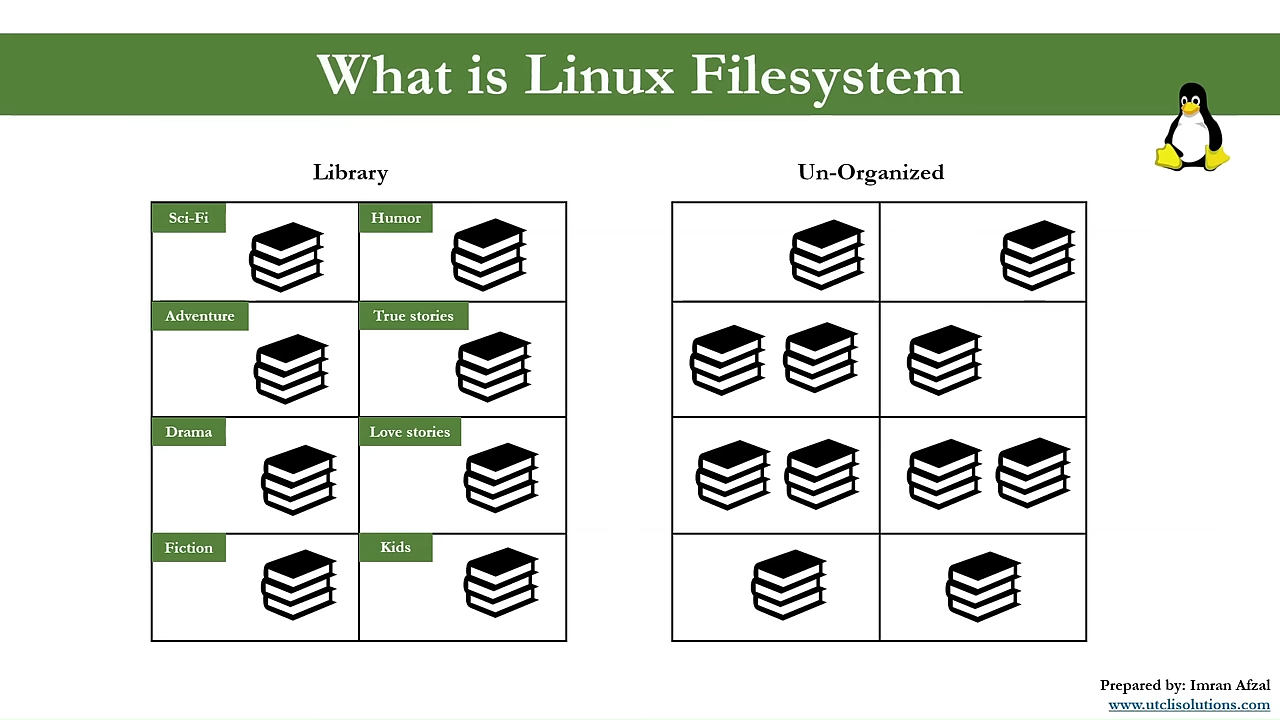 What is Linux Filesystem
Library
Un-Organized
Sci-Fi
Humor
Adventure
True stories
Drama
Love stories
Fiction
Kids
Prepared by: Imran Afzal
www.utclisolutions.com